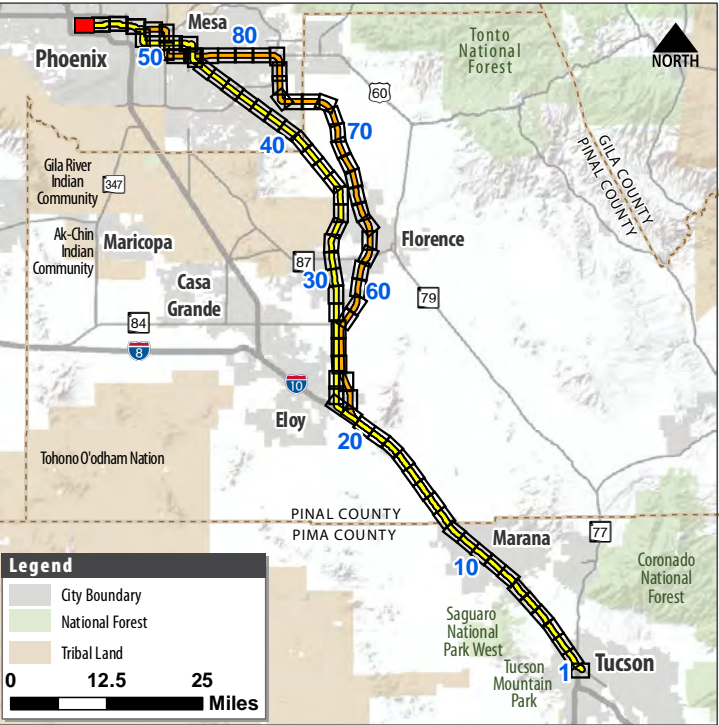 Mesa
80
Phoenix
50
Tonto
National
Forest
NORTH
60
70
40
GILA COUNTY
PINAL COUNTY
Gila River
Indian
Community
347
Ak-Chin
Indian
Community
Maricopa
Florence
87
30
60
Casa
Grande
79
84
8
10
Eloy
20
Tohono O'odham Nation
PINAL COUNTY
PIMA COUNTY
Marana
77
10
Coronado
National
Forest
Saguaro
National
Park West
Tucson
Mountain
Park
1
Tucson
Legend
City Boundary
National Forest
Tribal Land
0 12.5 25
Miles